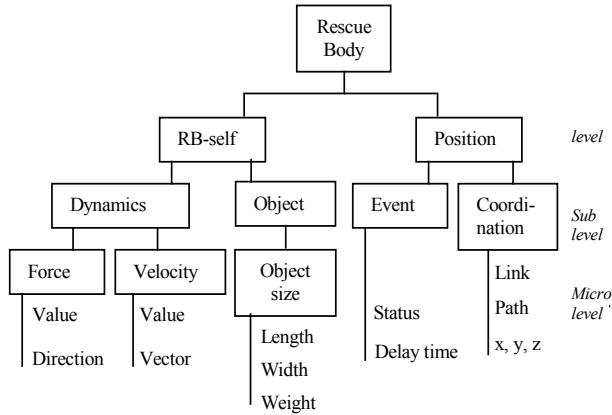 Rescue
Body
RB-self
Position
level
Dynamics
Object
Event
Coordi-
nation
Sub
level
Force
Velocity
Object
size
Link
Path
x, y, z
Micro
level
Value
Direction
Value
Vector
Length
Width
Weight
Status
Delay time